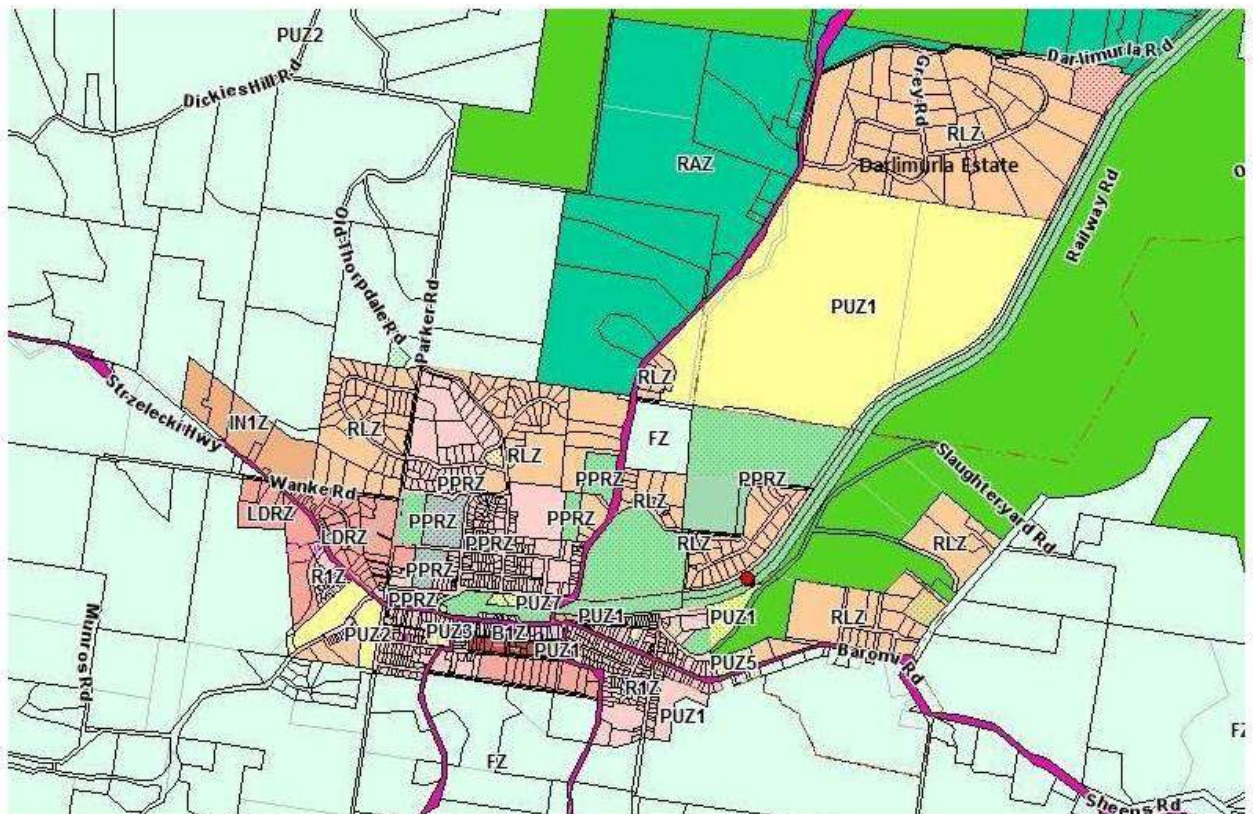 PUZ2
Dickies Hill Rd
Darlimurla Rd
Grey Rd
RLZ
Darlimurla Estate
RAZ
Railway Rd
Old Thorpdale Rd
Parker Rd
PUZ1
Strzelecki Hwy
IN1Z
RLZ
RLZ
FZ
RLZ
PPRZ
PPRZ
PPRZ
RLZ
Slaughteryard Rd
Wanke Rd
LDRZ
PPRZ
PPRZ
LDRZ
PPRZ
RLZ
RLZ
R1Z
PPRZ
PPRZ
PUZ7
PUZ1
PUZ1
RLZ
Munros Rd
PUZ2
PUZ3
B1Z
PUZ1
PUZ5
Baromi Rd
R1Z
PUZ1
FZ
FZ
Sheens Rd